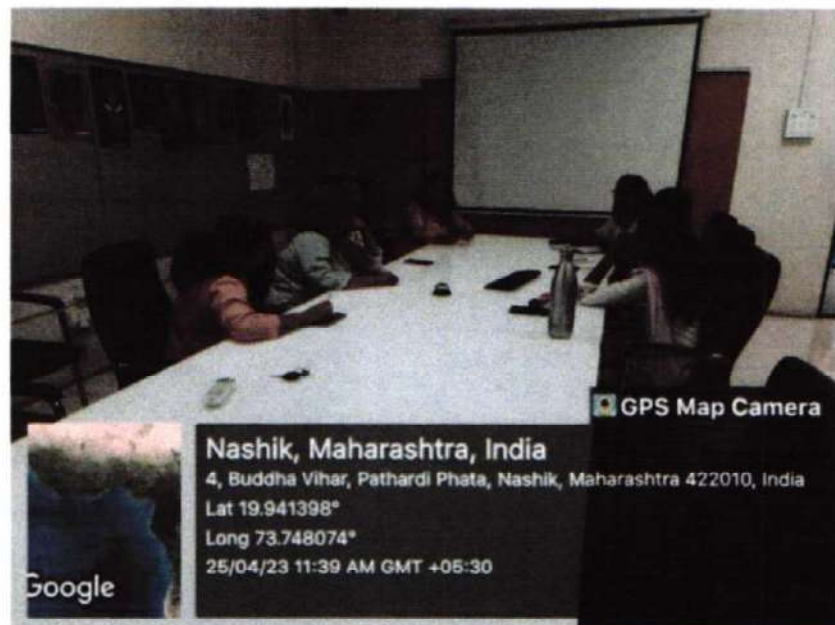 GPS Map Camera
Nashik, Maharashtra, India
4, Buddha Vihar, Pathardi Phata, Nashik, Maharashtra 422010, India
Lat 19.941398°
Long 73.748074°
25/04/23 11:39 AM GMT +05:30
Google